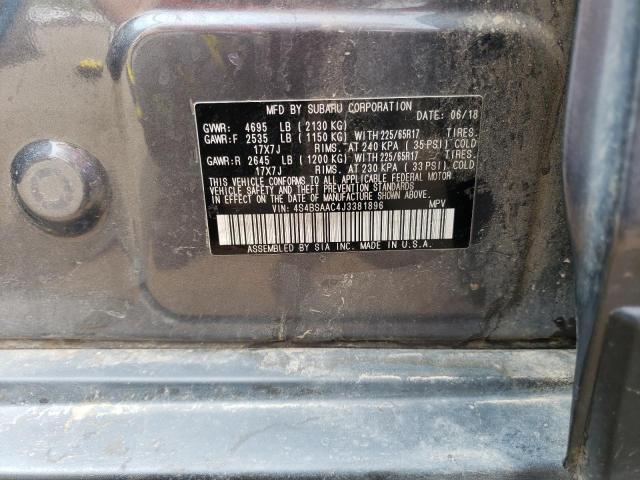 MFD BY SUBARU CORPORATION DATE: 06/18
GVWR: 4695 LB ( 2130 KG)
GAWR:F 2535 LB ( 1150 KG) WITH 225/65R17 TIRES.
17X7J RIMS. AT 240 KPA ( 35 PSI) COLD
GAWR:R 2645 LB ( 1200 KG) WITH 225/65R17 TIRES.
17X7J RIMS. AT 230 KPA ( 33 PSI) COLD
THIS VEHICLE CONFORMS TO ALL APPLICABLE FEDERAL MOTOR
VEHICLE SAFETY AND THEFT PREVENTION STANDARDS
IN EFFECT ON THE DATE OF MANUFACTURE SHOWN ABOVE.
VIN: 4S4BSAAC4J3381896 MPV
ASSEMBLED BY SIA INC. MADE IN U.S.A.